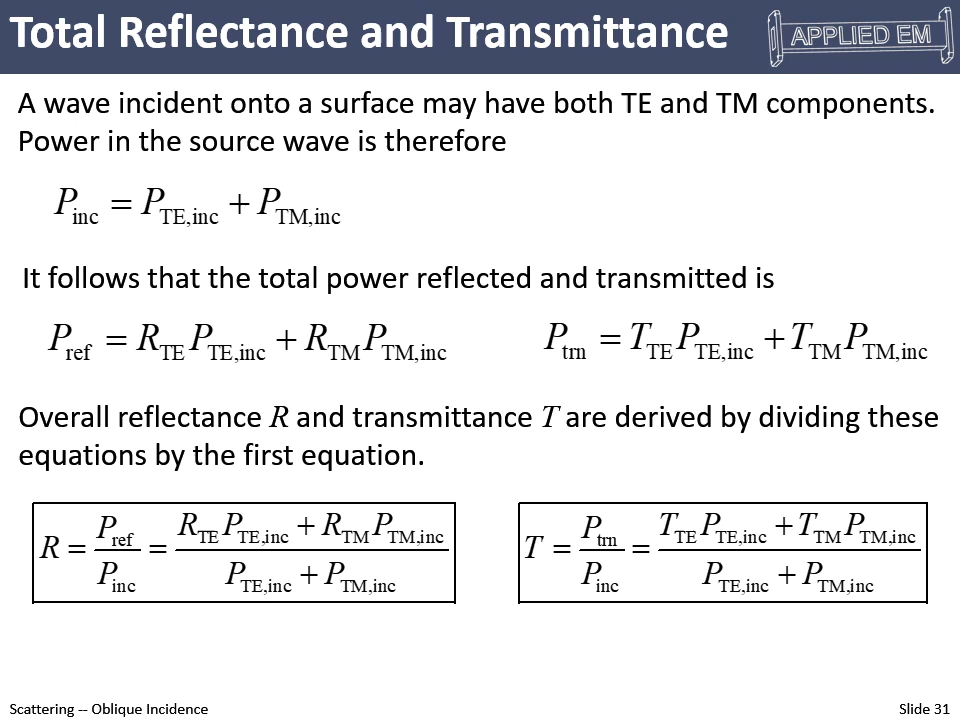 Total Reflectance and Transmittance
APPLIED EM
A wave incident onto a surface may have both TE and TM components.
Power in the source wave is therefore
P_inc = P_TE,inc + P_TM,inc
It follows that the total power reflected and transmitted is
P_ref = R_TE P_TE,inc + R_TM P_TM,inc
P_trn = T_TE P_TE,inc + T_TM P_TM,inc
Overall reflectance R and transmittance T are derived by dividing these
equations by the first equation.
R = P_ref / P_inc = (R_TE P_TE,inc + R_TM P_TM,inc) / (P_TE,inc + P_TM,inc)
T = P_trn / P_inc = (T_TE P_TE,inc + T_TM P_TM,inc) / (P_TE,inc + P_TM,inc)
Scattering -- Oblique Incidence
Slide 31